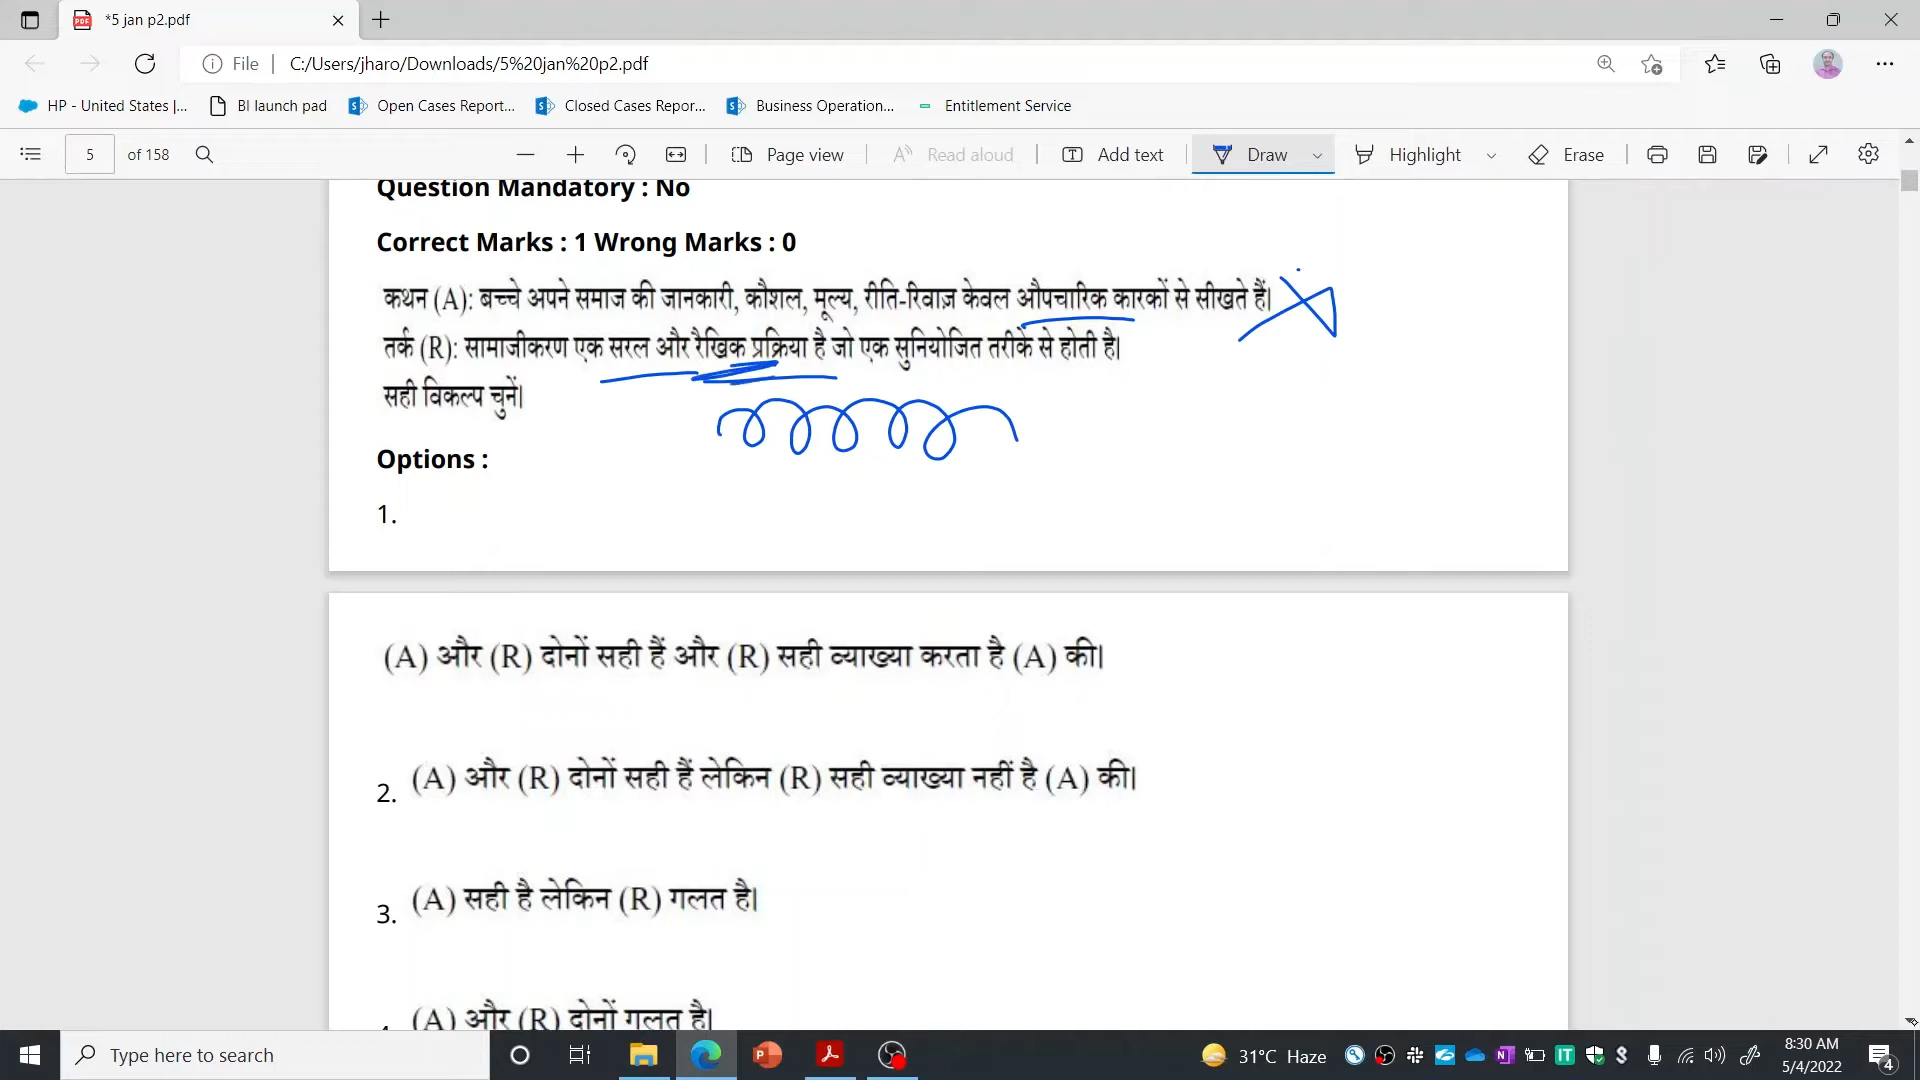 *5 jan p2.pdf
File C:/Users/jharo/Downloads/5%20jan%20p2.pdf
HP - United States |... BI launch pad Open Cases Report... Closed Cases Repor... Business Operation... Entitlement Service
5 of 158 Page view Read aloud Add text Draw Highlight Erase
Question Mandatory : No
Correct Marks : 1 Wrong Marks : 0
कथन (A): बच्चे अपने समाज की जानकारी, कौशल, मूल्य, रीति-रिवाज़ केवल औपचारिक कारकों से सीखते हैं।
तर्क (R): सामाजीकरण एक सरल और रैखिक प्रक्रिया है जो एक सुनियोजित तरीके से होती है।
सही विकल्प चुनें।
Options :
1.
(A) और (R) दोनों सही हैं और (R) सही व्याख्या करता है (A) की।
2. (A) और (R) दोनों सही हैं लेकिन (R) सही व्याख्या नहीं है (A) की।
3. (A) सही है लेकिन (R) गलत है।
(A) और (R) दोनों गलत है।
Type here to search 31°C Haze 8:30 AM
5/4/2022 4